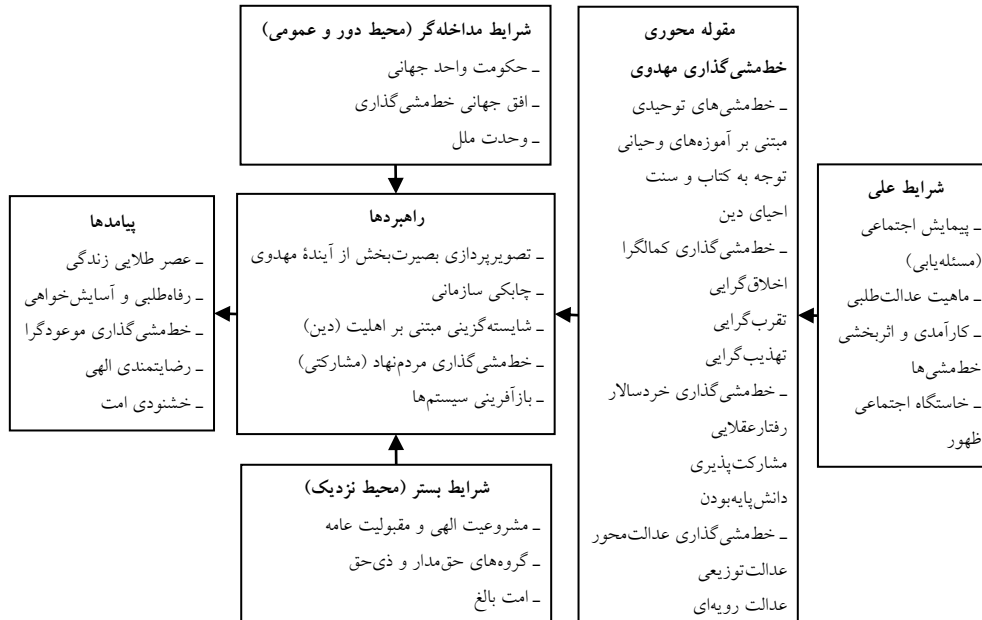 شرایط علی
ـ پیمایش اجتماعی
(مسئله‌یابی)
ـ ماهیت عدالت‌طلبی
ـ کارآمدی و اثربخشی
خط‌مشی‌ها
ـ خاستگاه اجتماعی
ظهور
مقوله محوری
خط‌مشی‌گذاری مهدوی
ـ خط‌مشی‌های توحیدی
مبتنی بر آموزه‌های وحیانی
توجه به کتاب و سنت
احیای دین
ـ خط‌مشی‌گذاری کمالگرا
اخلاق‌گرایی
تقرب‌گرایی
تهذیب‌گرایی
ـ خط‌مشی‌گذاری خردسالار
رفتارعقلایی
مشارکت‌پذیری
دانش‌پایه‌بودن
ـ خط‌مشی‌گذاری عدالت‌محور
عدالت‌توزیعی
عدالت رویه‌ای
شرایط مداخله‌گر (محیط دور و عمومی)
ـ حکومت واحد جهانی
ـ افق جهانی خط‌مشی‌گذاری
ـ وحدت ملل
راهبردها
ـ تصویرپردازی بصیرت‌بخش از آیندهٔ مهدوی
ـ چابکی سازمانی
ـ شایسته‌گزینی مبتنی بر اهلیت (دین)
ـ خط‌مشی‌گذاری مردم‌نهاد (مشارکتی)
ـ بازآفرینی سیستم‌ها
شرایط بستر (محیط نزدیک)
ـ مشروعیت الهی و مقبولیت عامه
ـ گروه‌های حق‌مدار و ذی‌حق
ـ امت بالغ
پیامدها
ـ عصر طلایی زندگی
ـ رفاه‌طلبی و آسایش‌خواهی
ـ خط‌مشی‌گذاری موعودگرا
ـ رضایتمندی الهی
ـ خشنودی امت